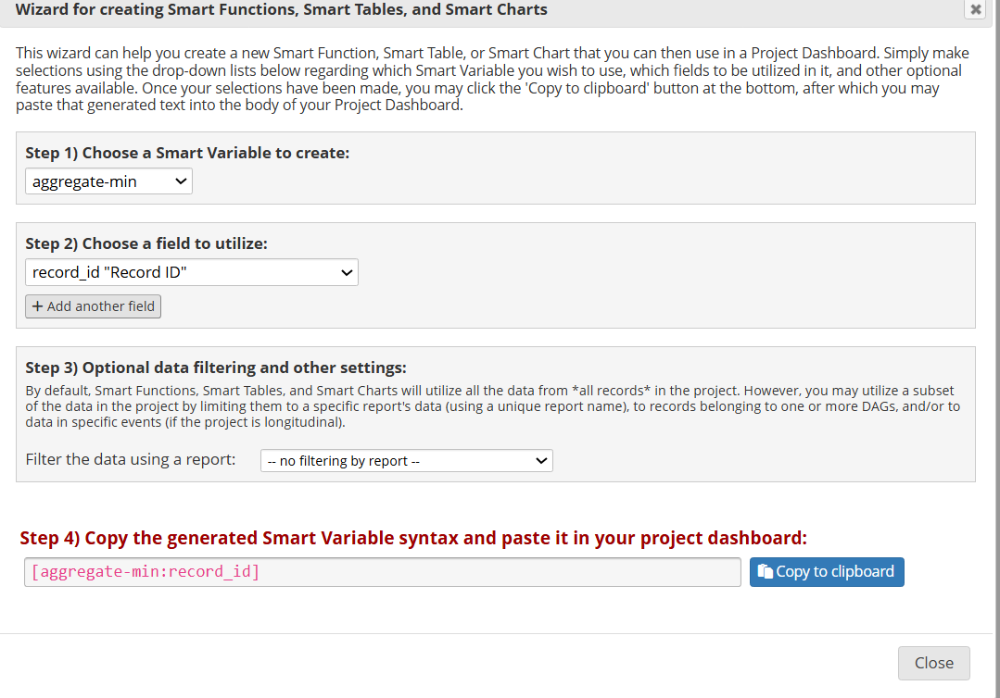 Wizard for creating Smart Functions, Smart Tables, and Smart Charts
This wizard can help you create a new Smart Function, Smart Table, or Smart Chart that you can then use in a Project Dashboard. Simply make
selections using the drop-down lists below regarding which Smart Variable you wish to use, which fields to be utilized in it, and other optional
features available. Once your selections have been made, you may click the 'Copy to clipboard' button at the bottom, after which you may
paste that generated text into the body of your Project Dashboard.
Step 1) Choose a Smart Variable to create:
aggregate-min
Step 2) Choose a field to utilize:
record_id "Record ID"
+ Add another field
Step 3) Optional data filtering and other settings:
By default, Smart Functions, Smart Tables, and Smart Charts will utilize all the data from *all records* in the project. However, you may utilize a subset
of the data in the project by limiting them to a specific report's data (using a unique report name), to records belonging to one or more DAGs, and/or to
data in specific events (if the project is longitudinal).
Filter the data using a report: -- no filtering by report --
Step 4) Copy the generated Smart Variable syntax and paste it in your project dashboard:
[aggregate-min:record_id] Copy to clipboard
Close